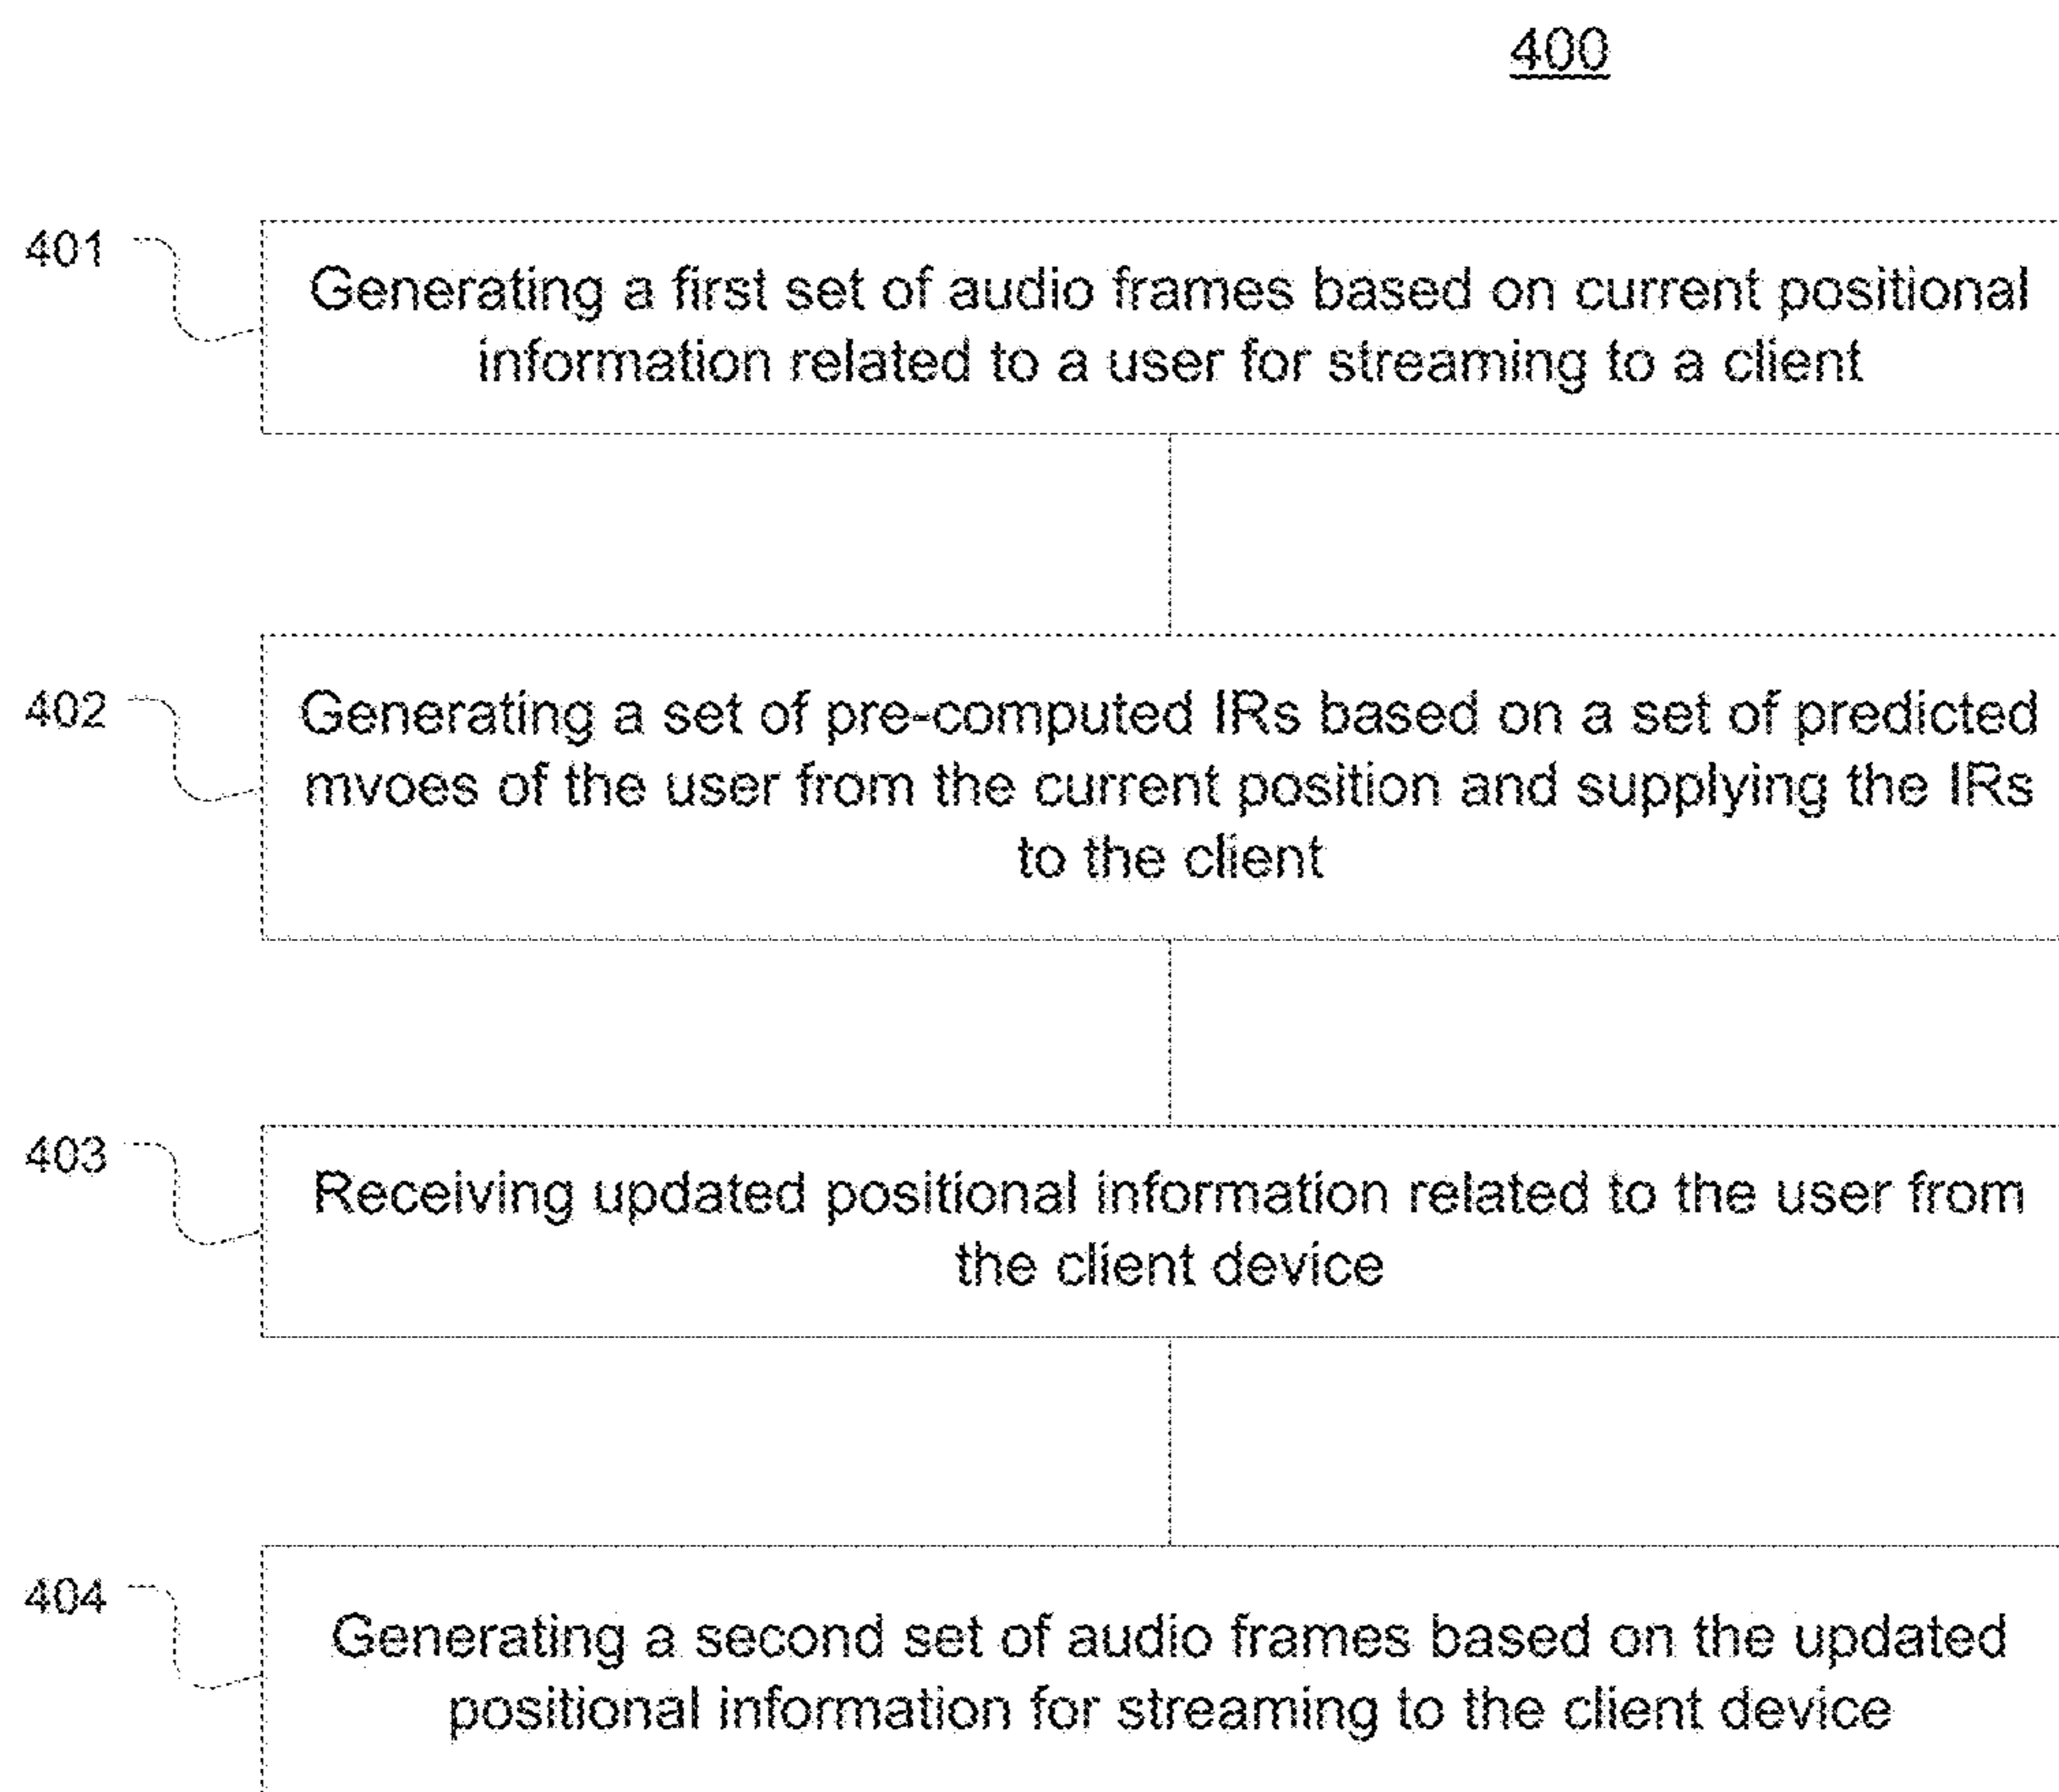 400
401
Generating a first set of audio frames based on current positional
information related to a user for streaming to a client
402
Generating a set of pre-computed IRs based on a set of predicted
mvoes of the user from the current position and supplying the IRs
to the client
403
Receiving updated positional information related to the user from
the client device
404
Generating a second set of audio frames based on the updated
positional information for streaming to the client device